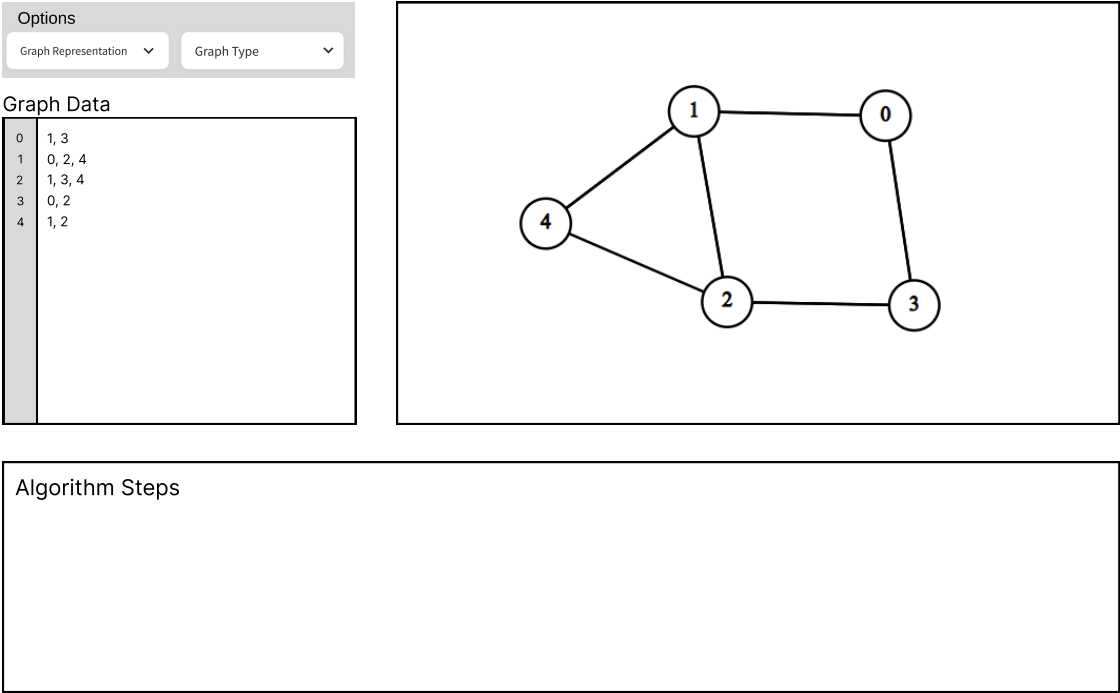 Options
Graph Representation
Graph Type
Graph Data
0 1, 3
1 0, 2, 4
2 1, 3, 4
3 0, 2
4 1, 2
1
0
4
2
3
Algorithm Steps